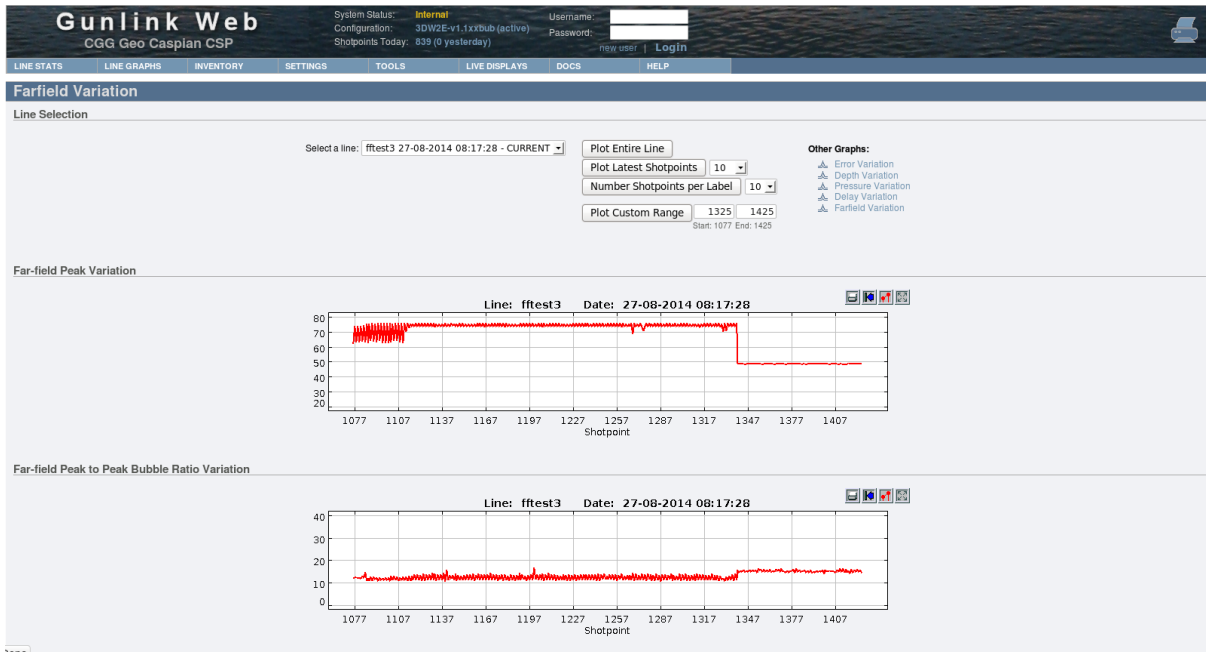 Gunlink Web
CGG Geo Caspian CSP
System Status: Internal
Configuration: 3DW2E-v1.1xxbub (active)
Shotpoints Today: 839 (0 yesterday)
Username:
Password:
new user | Login
LINE STATS LINE GRAPHS INVENTORY SETTINGS TOOLS LIVE DISPLAYS DOCS HELP
Farfield Variation
Line Selection
Select a line: fftest3 27-08-2014 08:17:28 - CURRENT
Plot Entire Line
Plot Latest Shotpoints 10
Number Shotpoints per Label 10
Plot Custom Range 1325 1425
Start: 1077 End: 1425
Other Graphs:
Error Variation
Depth Variation
Pressure Variation
Delay Variation
Farfield Variation
Far-field Peak Variation
Line: fftest3 Date: 27-08-2014 08:17:28
80
70
60
50
40
30
20
1077 1107 1137 1167 1197 1227 1257 1287 1317 1347 1377 1407
Shotpoint
Far-field Peak to Peak Bubble Ratio Variation
Line: fftest3 Date: 27-08-2014 08:17:28
40
30
20
10
0
1077 1107 1137 1167 1197 1227 1257 1287 1317 1347 1377 1407
Shotpoint